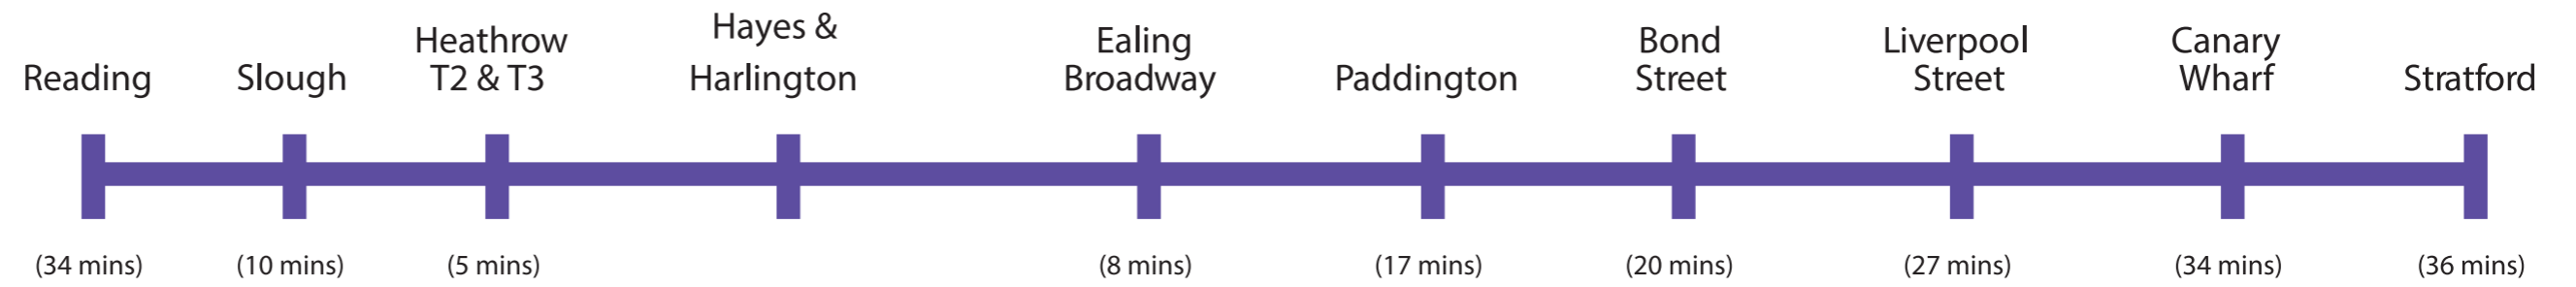 Reading
Slough
Heathrow
T2 & T3
Hayes &
Harlington
Ealing
Broadway
Paddington
Bond
Street
Liverpool
Street
Canary
Wharf
Stratford
(34 mins)
(10 mins)
(5 mins)
(8 mins)
(17 mins)
(20 mins)
(27 mins)
(34 mins)
(36 mins)